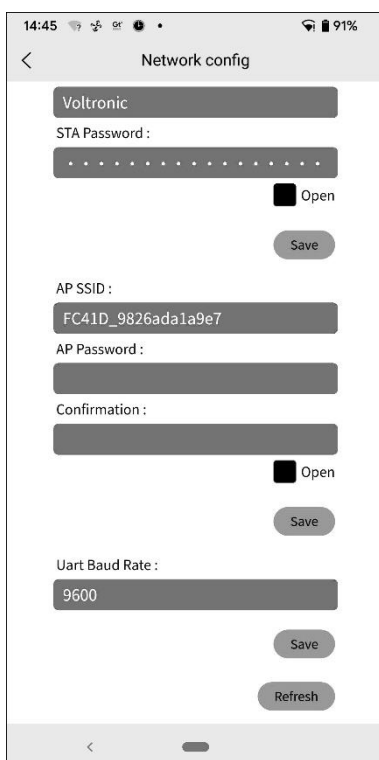 14:45 91%
Network config
Voltronic
STA Password :
Open
Save
AP SSID :
FC41D_9826ada1a9e7
AP Password :
Confirmation :
Open
Save
Uart Baud Rate :
9600
Save
Refresh